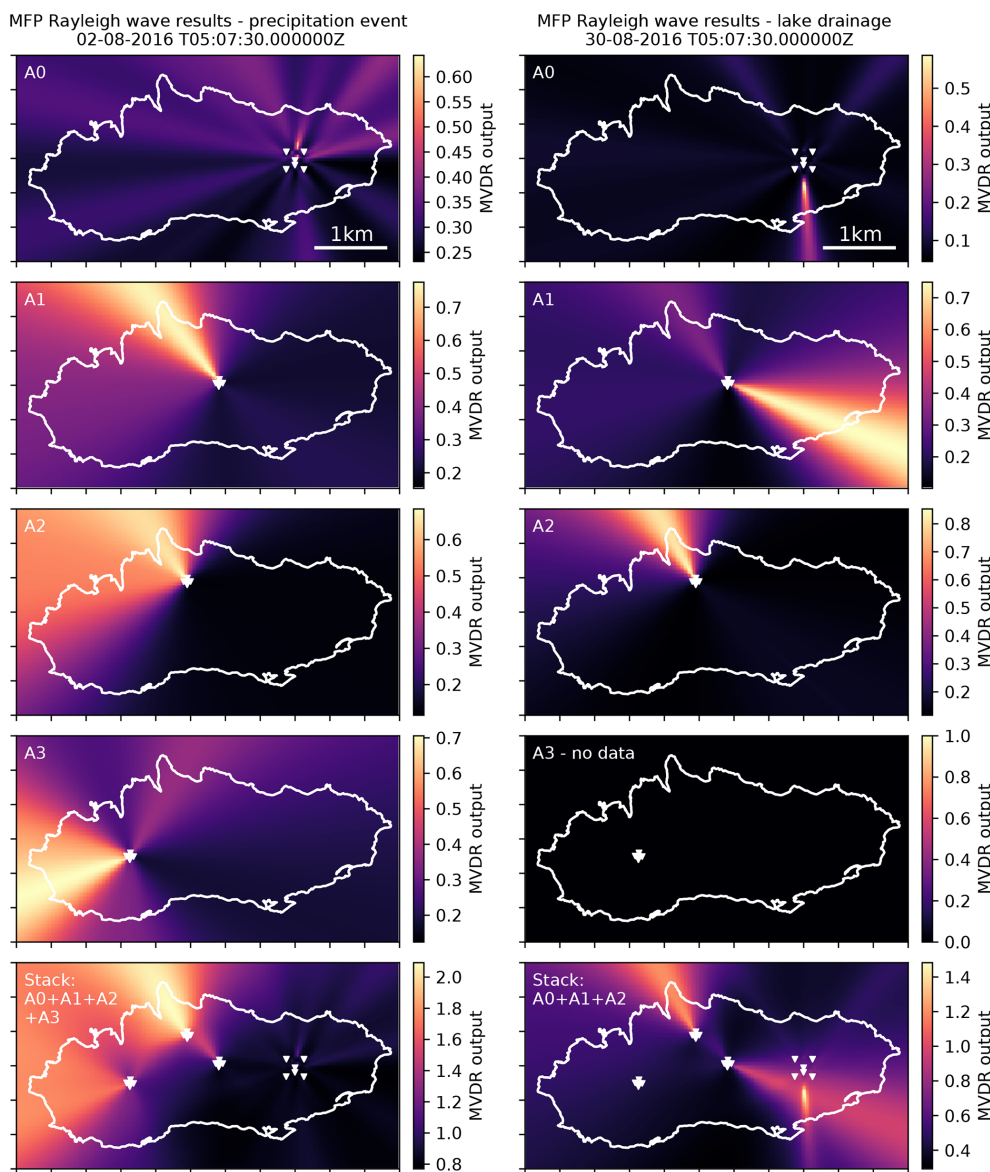 MFP Rayleigh wave results - precipitation event
02-08-2016 T05:07:30.000000Z
MFP Rayleigh wave results - lake drainage
30-08-2016 T05:07:30.000000Z
A0
1km
0.60
0.55
0.50
0.45
0.40
0.35
0.30
0.25
MVDR output
A0
1km
0.5
0.4
0.3
0.2
0.1
MVDR output
A1
0.7
0.6
0.5
0.4
0.3
0.2
MVDR output
A1
0.7
0.6
0.5
0.4
0.3
0.2
0.1
MVDR output
A2
0.6
0.5
0.4
0.3
0.2
MVDR output
A2
0.8
0.7
0.6
0.5
0.4
0.3
0.2
MVDR output
A3
0.7
0.6
0.5
0.4
0.3
0.2
MVDR output
A3 - no data
1.0
0.8
0.6
0.4
0.2
0.0
MVDR output
Stack:
A0+A1+A2
+A3
2.0
1.8
1.6
1.4
1.2
1.0
0.8
MVDR output
Stack:
A0+A1+A2
1.4
1.2
1.0
0.8
0.6
0.4
MVDR output